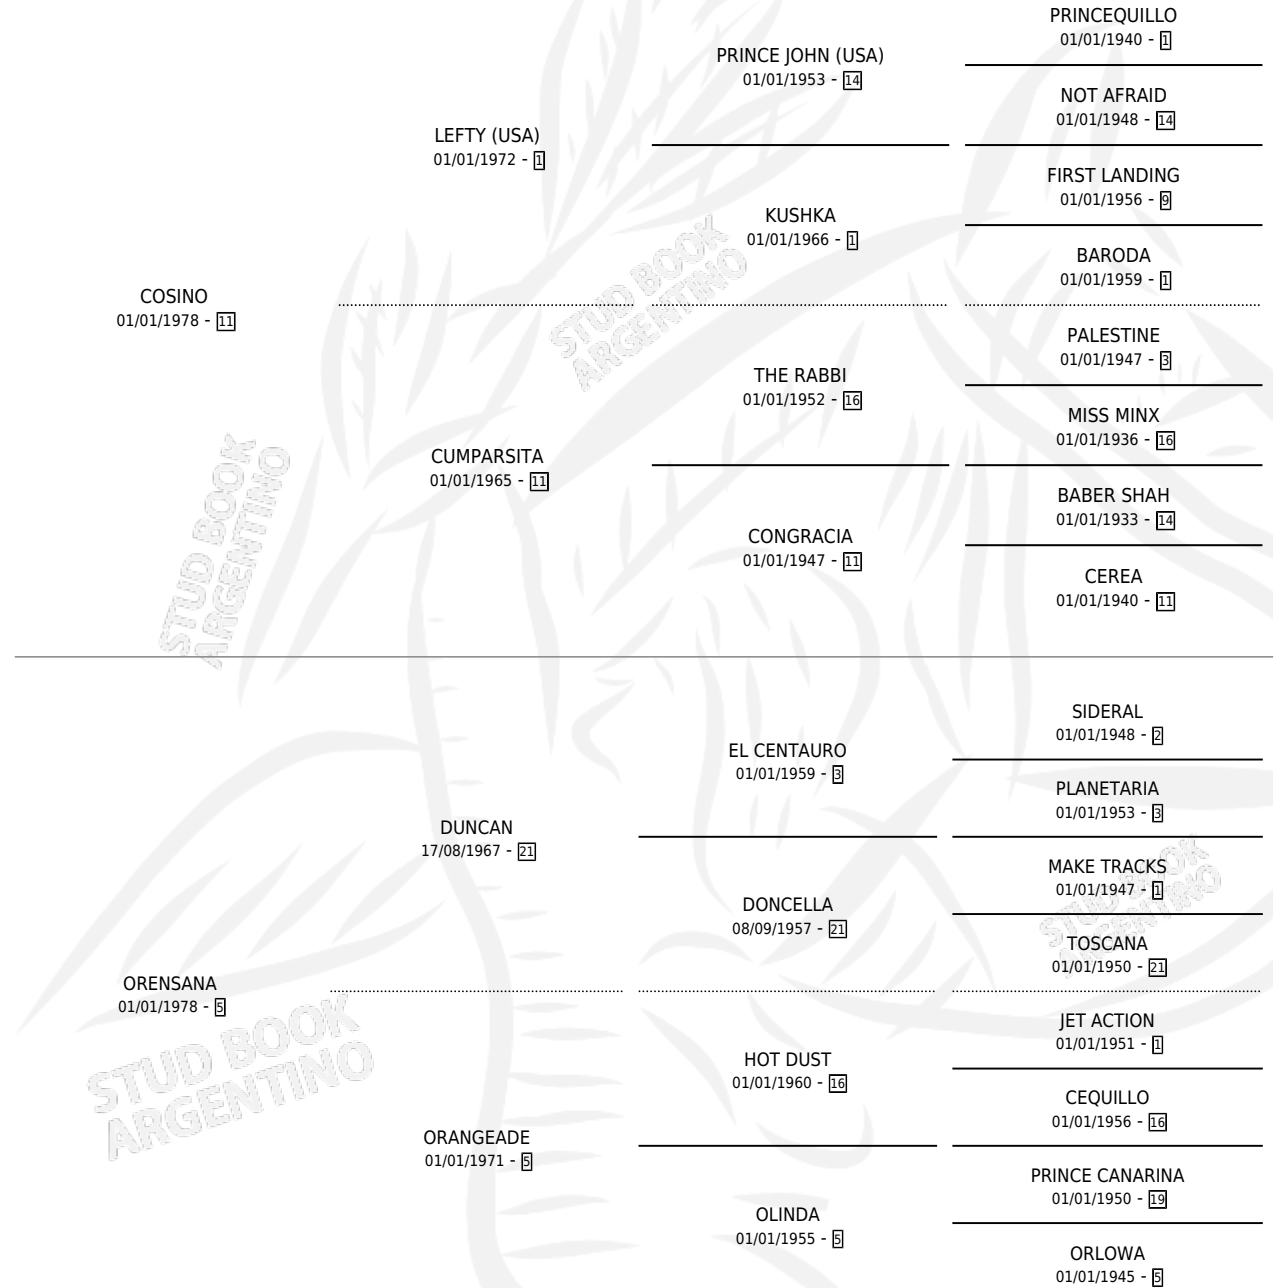 PRINCEQUILLO
01/01/1940 - 1
PRINCE JOHN (USA)
01/01/1953 - 14
NOT AFRAID
01/01/1948 - 14
LEFTY (USA)
01/01/1972 - 1
FIRST LANDING
01/01/1956 - 9
KUSHKA
01/01/1966 - 1
BARODA
01/01/1959 - 1
COSINO
01/01/1978 - 11
PALESTINE
01/01/1947 - 3
THE RABBI
01/01/1952 - 16
MISS MINX
01/01/1936 - 16
CUMPARSITA
01/01/1965 - 11
BABER SHAH
01/01/1933 - 14
CONGRACIA
01/01/1947 - 11
CEREA
01/01/1940 - 11
STUD BOOK
ARGENTINO
STUD BOOK
ARGENTINO
SIDERAL
01/01/1948 - 2
EL CENTAURO
01/01/1959 - 3
PLANETARIA
01/01/1953 - 3
DUNCAN
17/08/1967 - 21
MAKE TRACKS
01/01/1947 - 1
DONCELLA
08/09/1957 - 21
TOSCANA
01/01/1950 - 21
ORENSANA
01/01/1978 - 5
JET ACTION
01/01/1951 - 1
HOT DUST
01/01/1960 - 16
CEQUILLO
01/01/1956 - 16
ORANGEADE
01/01/1971 - 5
PRINCE CANARINA
01/01/1950 - 19
OLINDA
01/01/1955 - 5
ORLOWA
01/01/1945 - 5
STUD BOOK
ARGENTINO
STUD BOOK
ARGENTINO